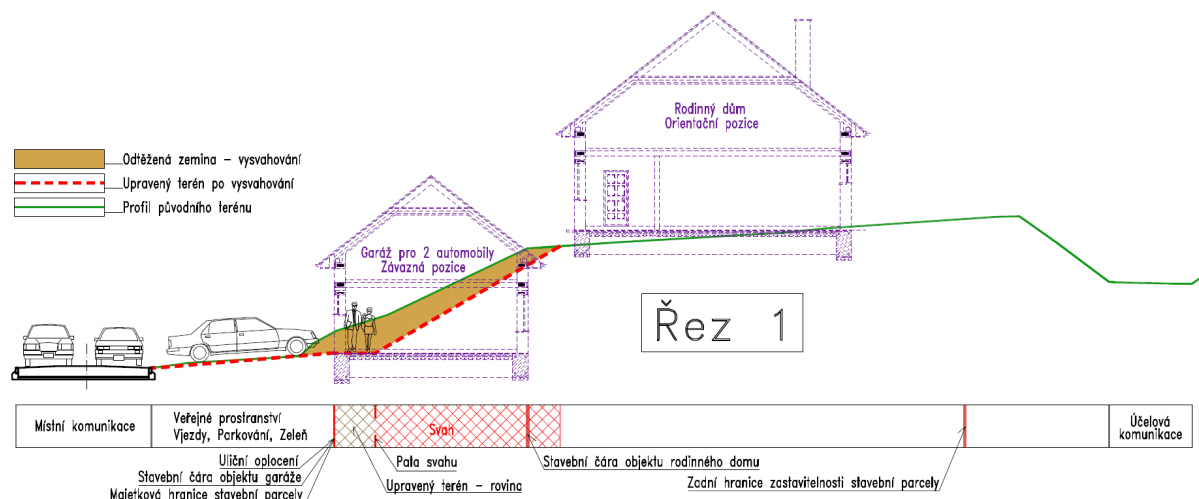 Rodinný dům
Orientační pozice
Odtěžená zemina – vysvahování
Upravený terén po vysvahování
Profil původního terénu
Garáž pro 2 automobily
Závazná pozice
Řez 1
Místní komunikace
Veřejné prostranství
Vjezdy, Parkování, Zeleň
Svah
Účelová
komunikace
Uliční oplocení
Stavební čára objektu garáže
Majetková hranice stavební parcely
Pata svahu
Upravený terén – rovina
Stavební čára objektu rodinného domu
Zadní hranice zastavitelnosti stavební parcely